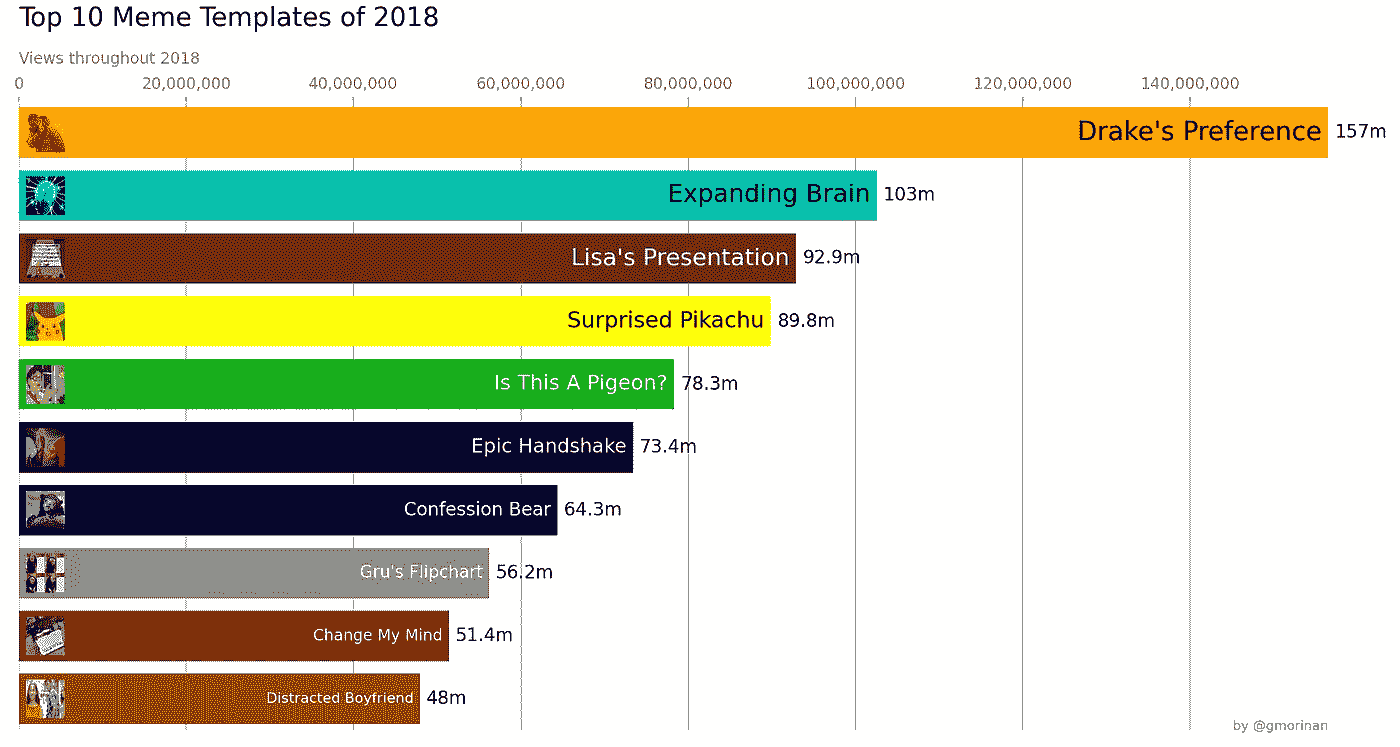 Top 10 Meme Templates of 2018
Views throughout 2018
0 20,000,000 40,000,000 60,000,000 80,000,000 100,000,000 120,000,000 140,000,000
Drake's Preference 157m
Expanding Brain 103m
Lisa's Presentation 92.9m
Surprised Pikachu 89.8m
Is This A Pigeon? 78.3m
Epic Handshake 73.4m
Confession Bear 64.3m
Gru's Flipchart 56.2m
Change My Mind 51.4m
Distracted Boyfriend 48m
by @gmorinan